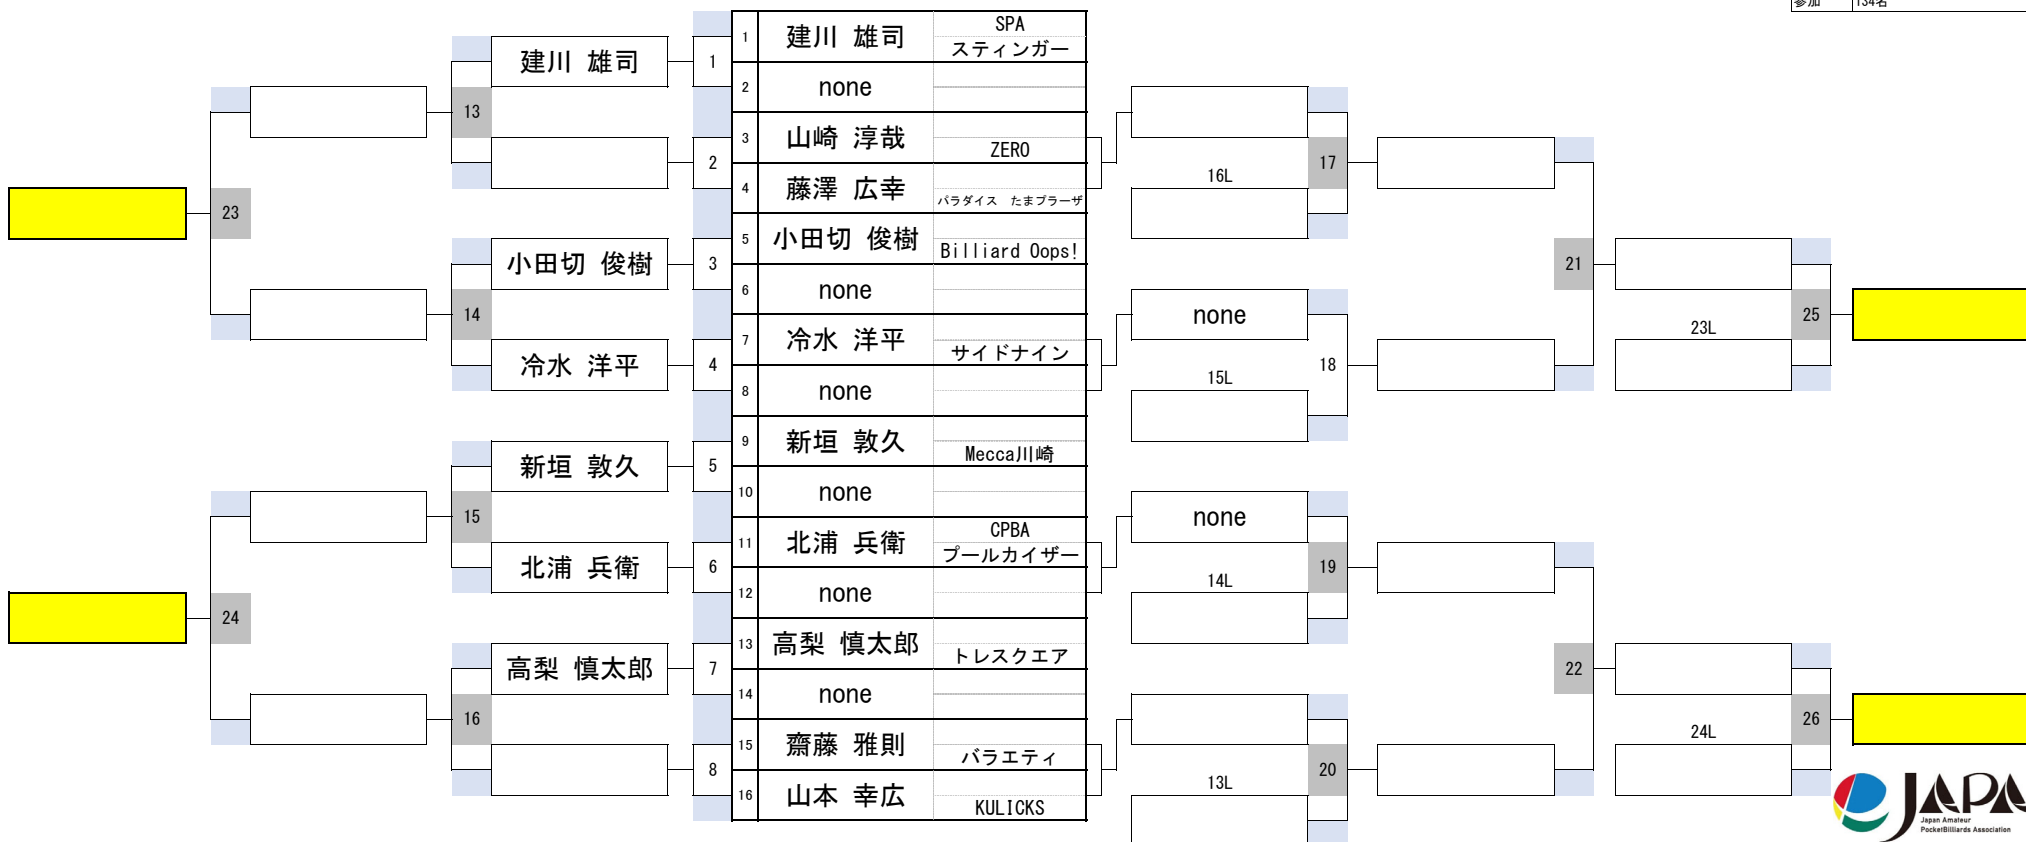 参加 134名
1 建川 雄司 SPA
スティンガー
2 none
3 山崎 淳哉 ZERO
4 藤澤 広幸 パラダイス たまプラーザ
5 小田切 俊樹 Billiard Oops!
6 none
7 冷水 洋平 サイドナイン
8 none
9 新垣 敦久 Mecca川崎
10 none
11 北浦 兵衛 CPBA
プールカイザー
12 none
13 高梨 慎太郎 トレスクエア
14 none
15 齋藤 雅則 バラエティ
16 山本 幸広 KULICKS
建川 雄司 1
13
2
23
小田切 俊樹 3
14
冷水 洋平 4
新垣 敦久 5
15
北浦 兵衛 6
24
高梨 慎太郎 7
16
8
17
16L
21
none
18
15L
23L
25
none
19
14L
22
20
13L
24L
26
JAPA
Japan Amateur
PocketBilliards Association